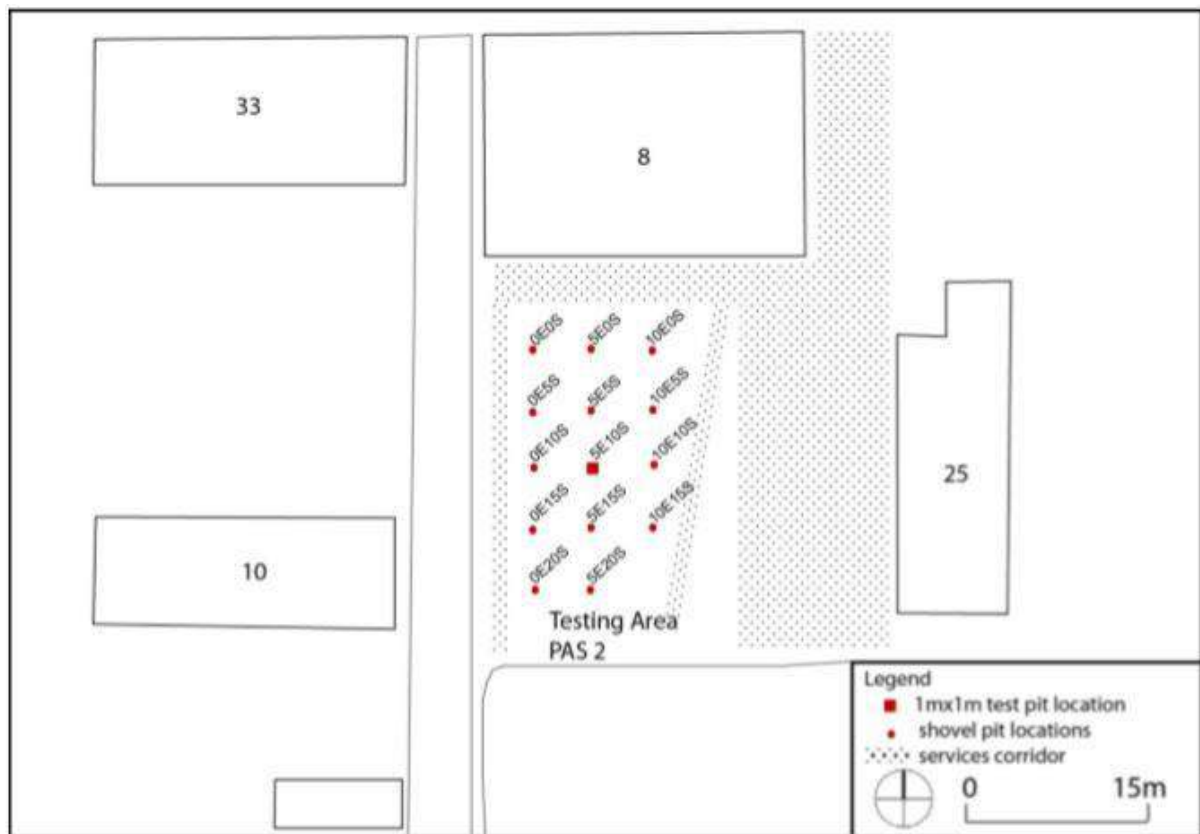 33
8
0E0S
5E0S
10E0S
0E5S
5E5S
10E5S
0E10S
5E10S
10E10S
25
0E15S
5E15S
10E15S
10
0E20S
5E20S
Testing Area
PAS 2
Legend
1mx1m test pit location
shovel pit locations
services corridor
0 15m